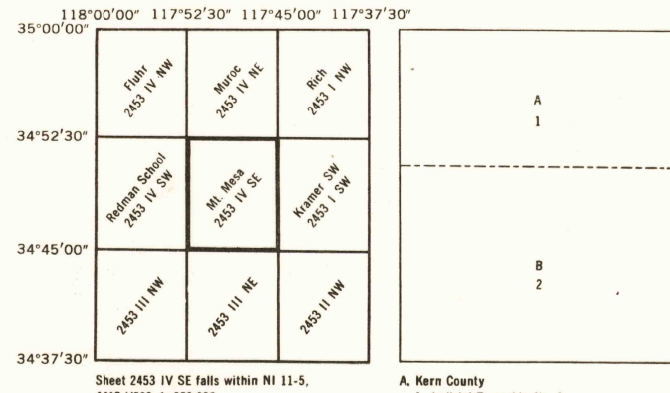 118°00′00″ 117°52′30″ 117°45′00″ 117°37′30″
35°00′00″
Fluhr
2453 IV NW
Muroc
2453 IV NE
Rich
2453 I NW
A
1
34°52′30″
Redman School
2453 IV SW
Mt. Mesa
2453 IV SE
Kramer SW
2453 I SW
34°45′00″
B
2
2453 III NW
2453 III NE
2453 II NW
34°37′30″
Sheet 2453 IV SE falls within NI 11-5,
A, Kern County